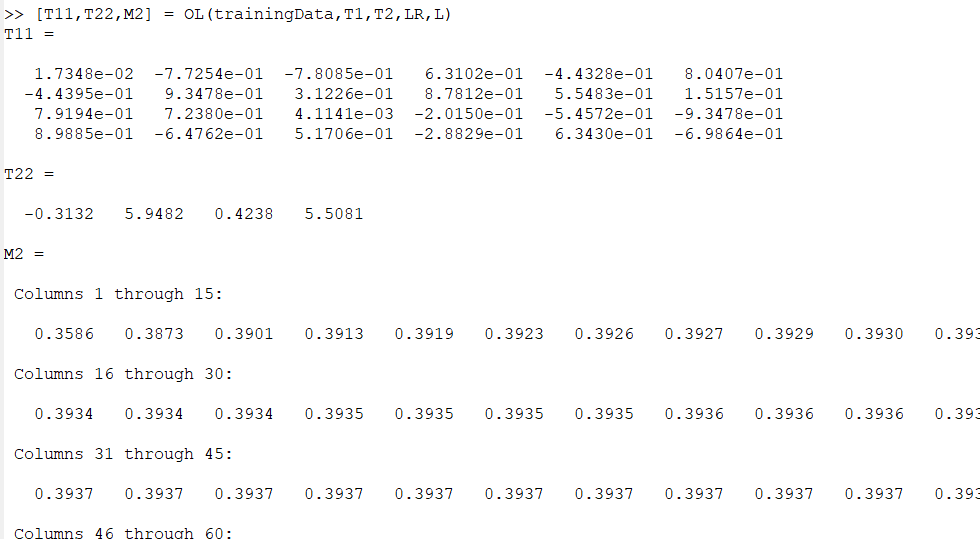 >> [T11,T22,M2] = OL(trainingData,T1,T2,LR,L)
T11 =
1.7348e-02 -7.7254e-01 -7.8085e-01 6.3102e-01 -4.4328e-01 8.0407e-01
-4.4395e-01 9.3478e-01 3.1226e-01 8.7812e-01 5.5483e-01 1.5157e-01
7.9194e-01 7.2380e-01 4.1141e-03 -2.0150e-01 -5.4572e-01 -9.3478e-01
8.9885e-01 -6.4762e-01 5.1706e-01 -2.8829e-01 6.3430e-01 -6.9864e-01
T22 =
-0.3132 5.9482 0.4238 5.5081
M2 =
Columns 1 through 15:
0.3586 0.3873 0.3901 0.3913 0.3919 0.3923 0.3926 0.3927 0.3929 0.3930
Columns 16 through 30:
0.3934 0.3934 0.3934 0.3935 0.3935 0.3935 0.3935 0.3936 0.3936 0.3936
Columns 31 through 45:
0.3937 0.3937 0.3937 0.3937 0.3937 0.3937 0.3937 0.3937 0.3937 0.3937
Columns 46 through 60: